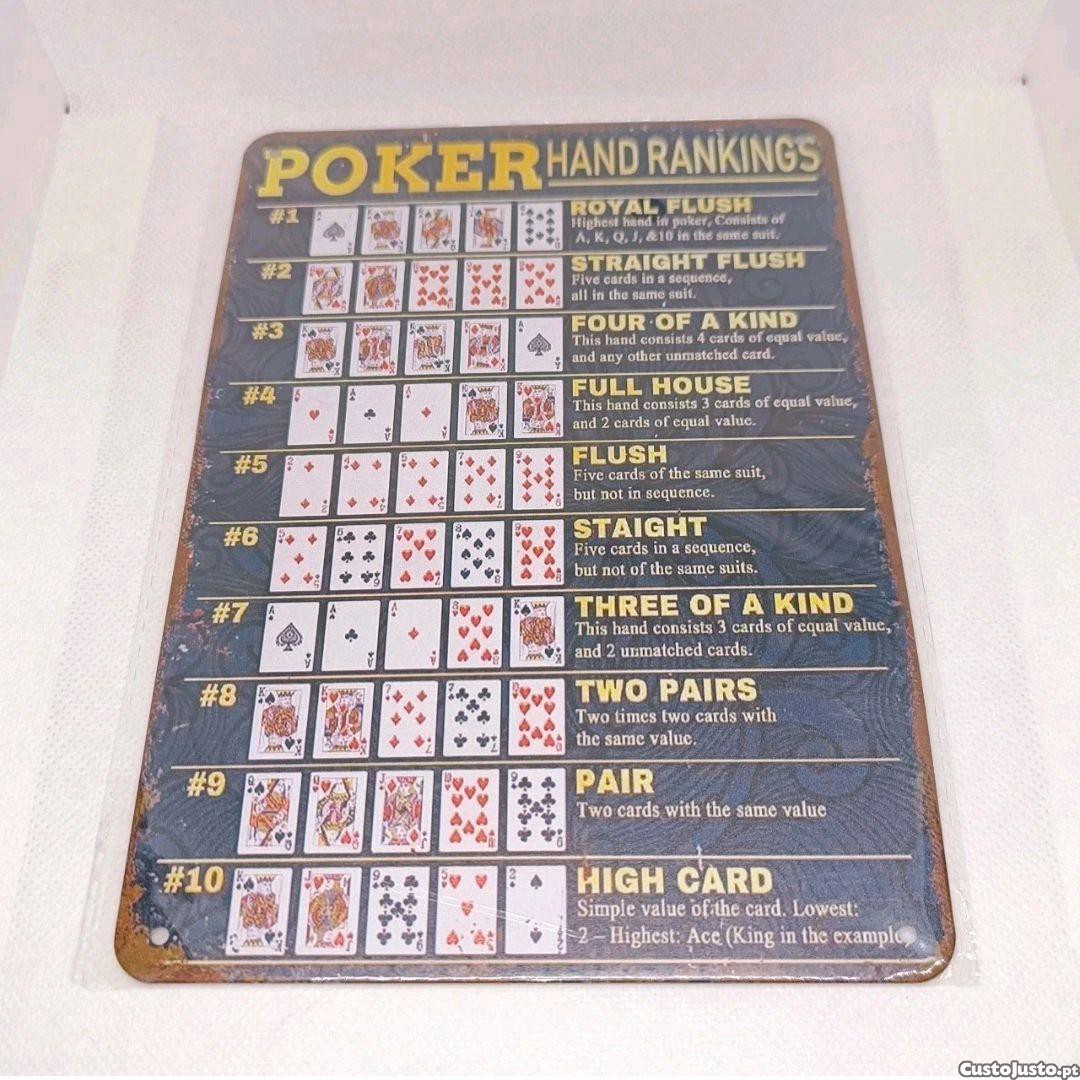 POKER HAND RANKINGS
#1
ROYAL FLUSH
Highest hand in poker, Consists of
A, K, Q, J, &10 in the same suit.
#2
STRAIGHT FLUSH
Five cards in a sequence,
all in the same suit.
#3
FOUR OF A KIND
This hand consists 4 cards of equal value,
and any other unmatched card.
#4
FULL HOUSE
This hand consists 3 cards of equal value,
and 2 cards of equal value.
#5
FLUSH
Five cards of the same suit,
but not in sequence.
#6
STAIGHT
Five cards in a sequence,
but not of the same suits.
#7
THREE OF A KIND
This hand consists 3 cards of equal value,
and 2 unmatched cards.
#8
TWO PAIRS
Two times two cards with
the same value.
#9
PAIR
Two cards with the same value
#10
HIGH CARD
Simple value of the card. Lowest:
2 – Highest: Ace (King in the example
CustoJusto.pt